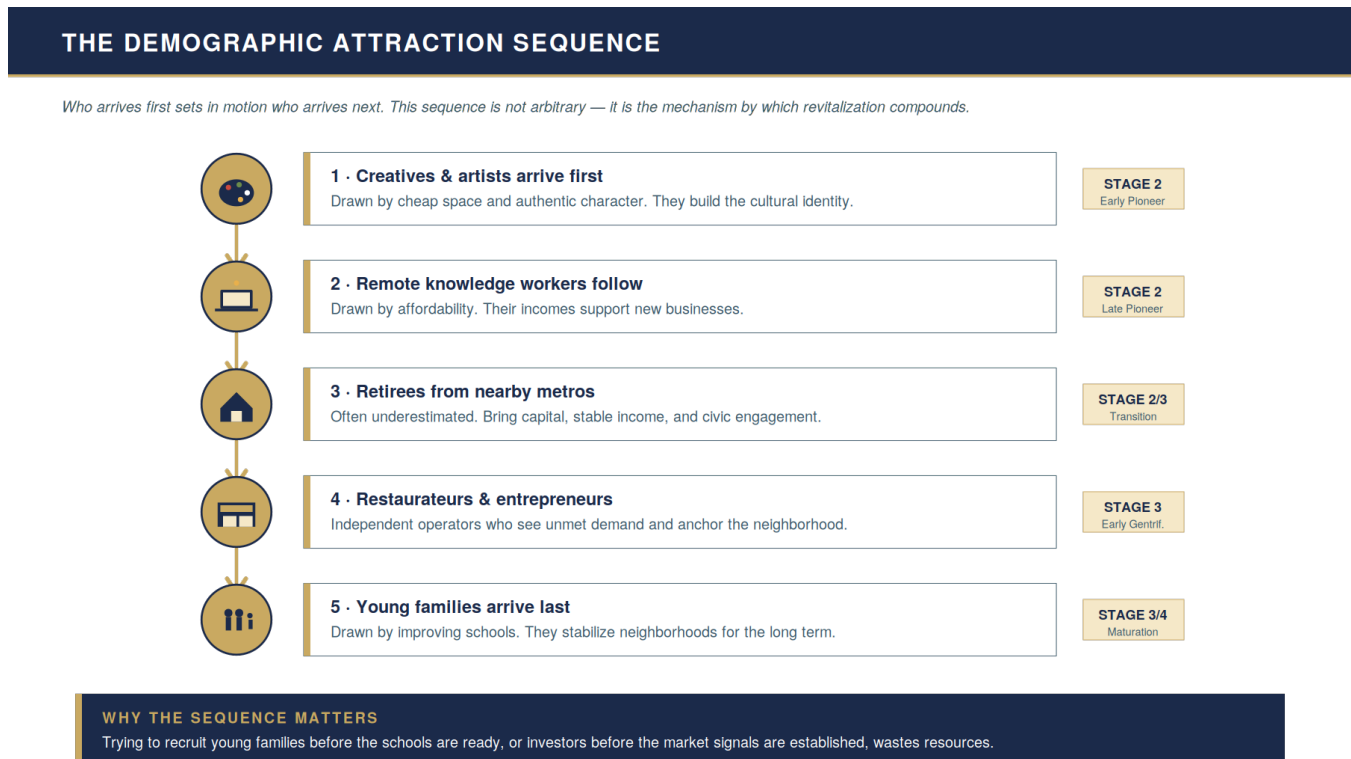 THE DEMOGRAPHIC ATTRACTION SEQUENCE
Who arrives first sets in motion who arrives next. This sequence is not arbitrary — it is the mechanism by which revitalization compounds.
1 · Creatives & artists arrive first
Drawn by cheap space and authentic character. They build the cultural identity.
STAGE 2
Early Pioneer
2 · Remote knowledge workers follow
Drawn by affordability. Their incomes support new businesses.
STAGE 2
Late Pioneer
3 · Retirees from nearby metros
Often underestimated. Bring capital, stable income, and civic engagement.
STAGE 2/3
Transition
4 · Restaurateurs & entrepreneurs
Independent operators who see unmet demand and anchor the neighborhood.
STAGE 3
Early Gentrif.
5 · Young families arrive last
Drawn by improving schools. They stabilize neighborhoods for the long term.
STAGE 3/4
Maturation
WHY THE SEQUENCE MATTERS
Trying to recruit young families before the schools are ready, or investors before the market signals are established, wastes resources.